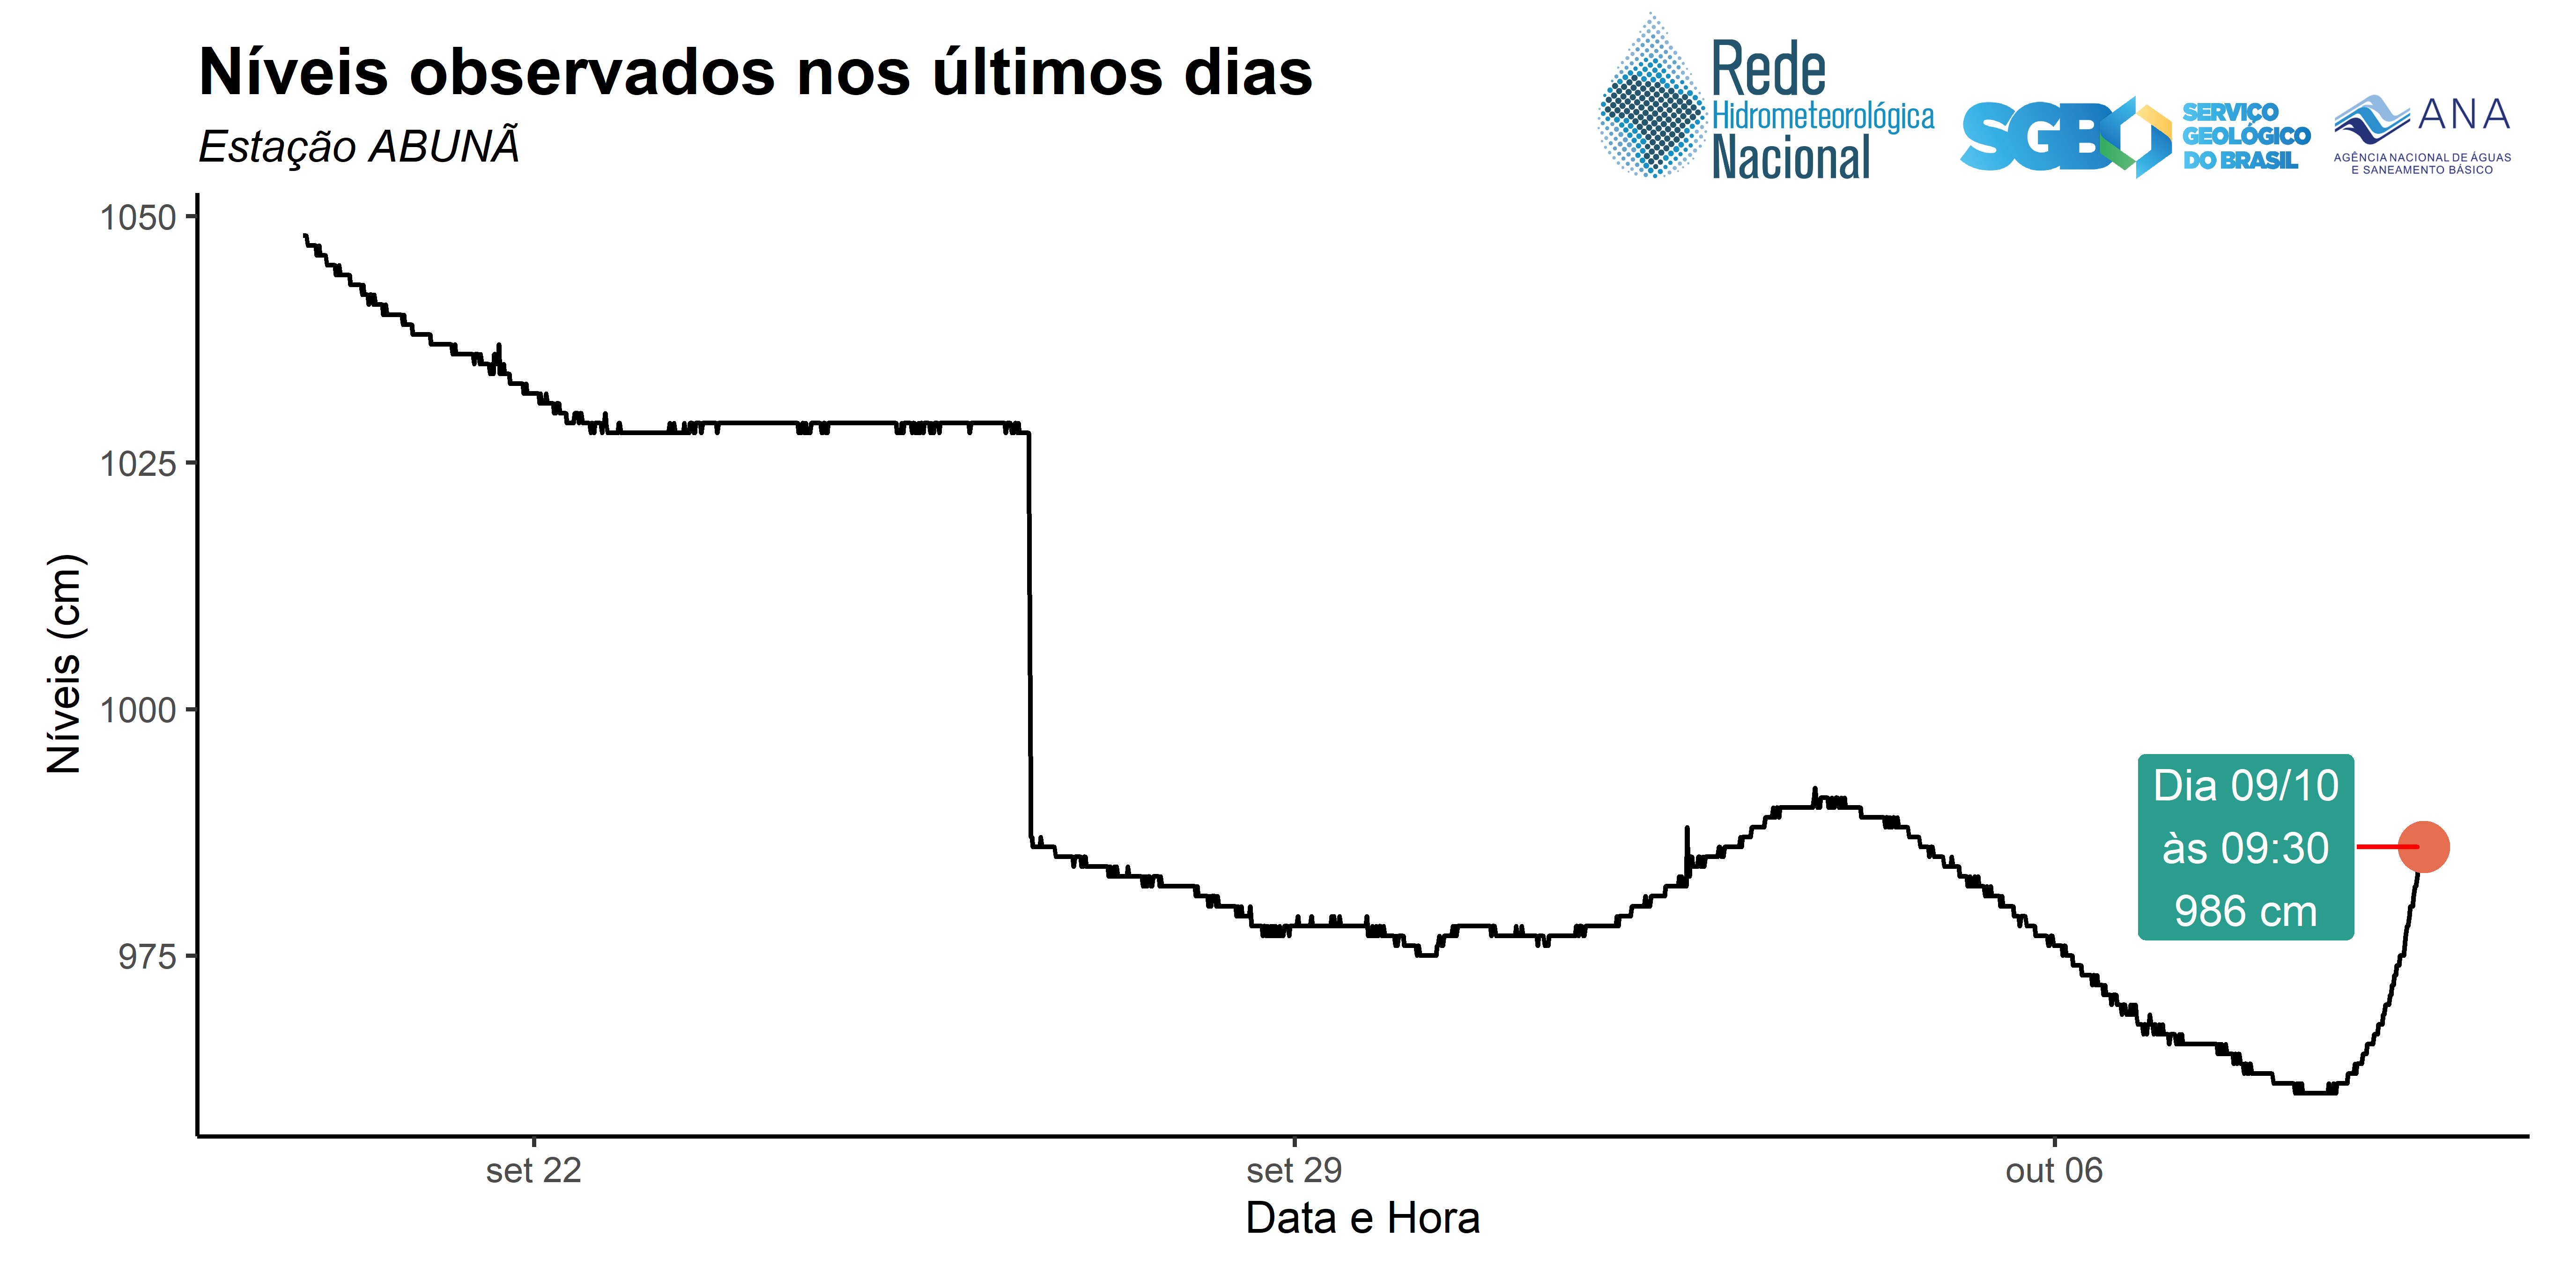 Níveis observados nos últimos dias
Estação ABUNÃ
Rede
Hidrometeorológica
Nacional
SGB
SERVIÇO
GEOLÓGICO
DO BRASIL
ANA
AGÊNCIA NACIONAL DE ÁGUAS
E SANEAMENTO BÁSICO
Níveis (cm)
1050
1025
1000
975
Dia 09/10
às 09:30
986 cm
set 22
set 29
out 06
Data e Hora